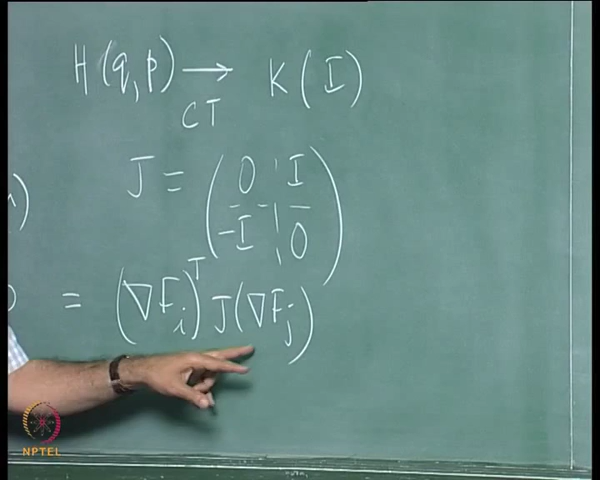 H(q, p) → K(I)
CT
J = ( 0 I
-I 0 )
) = (∇F_i)^T J(∇F_j)
NPTEL